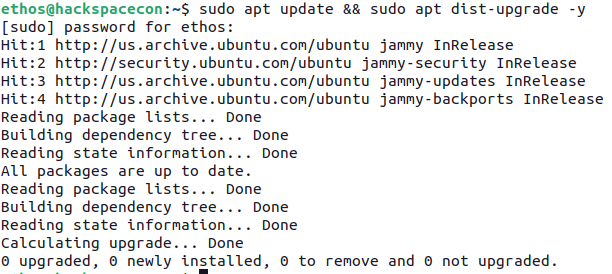 ethos@hackspacecon:~$ sudo apt update && sudo apt dist-upgrade -y
[sudo] password for ethos:
Hit:1 http://us.archive.ubuntu.com/ubuntu jammy InRelease
Hit:2 http://security.ubuntu.com/ubuntu jammy-security InRelease
Hit:3 http://us.archive.ubuntu.com/ubuntu jammy-updates InRelease
Hit:4 http://us.archive.ubuntu.com/ubuntu jammy-backports InRelease
Reading package lists... Done
Building dependency tree... Done
Reading state information... Done
All packages are up to date.
Reading package lists... Done
Building dependency tree... Done
Reading state information... Done
Calculating upgrade... Done
0 upgraded, 0 newly installed, 0 to remove and 0 not upgraded.